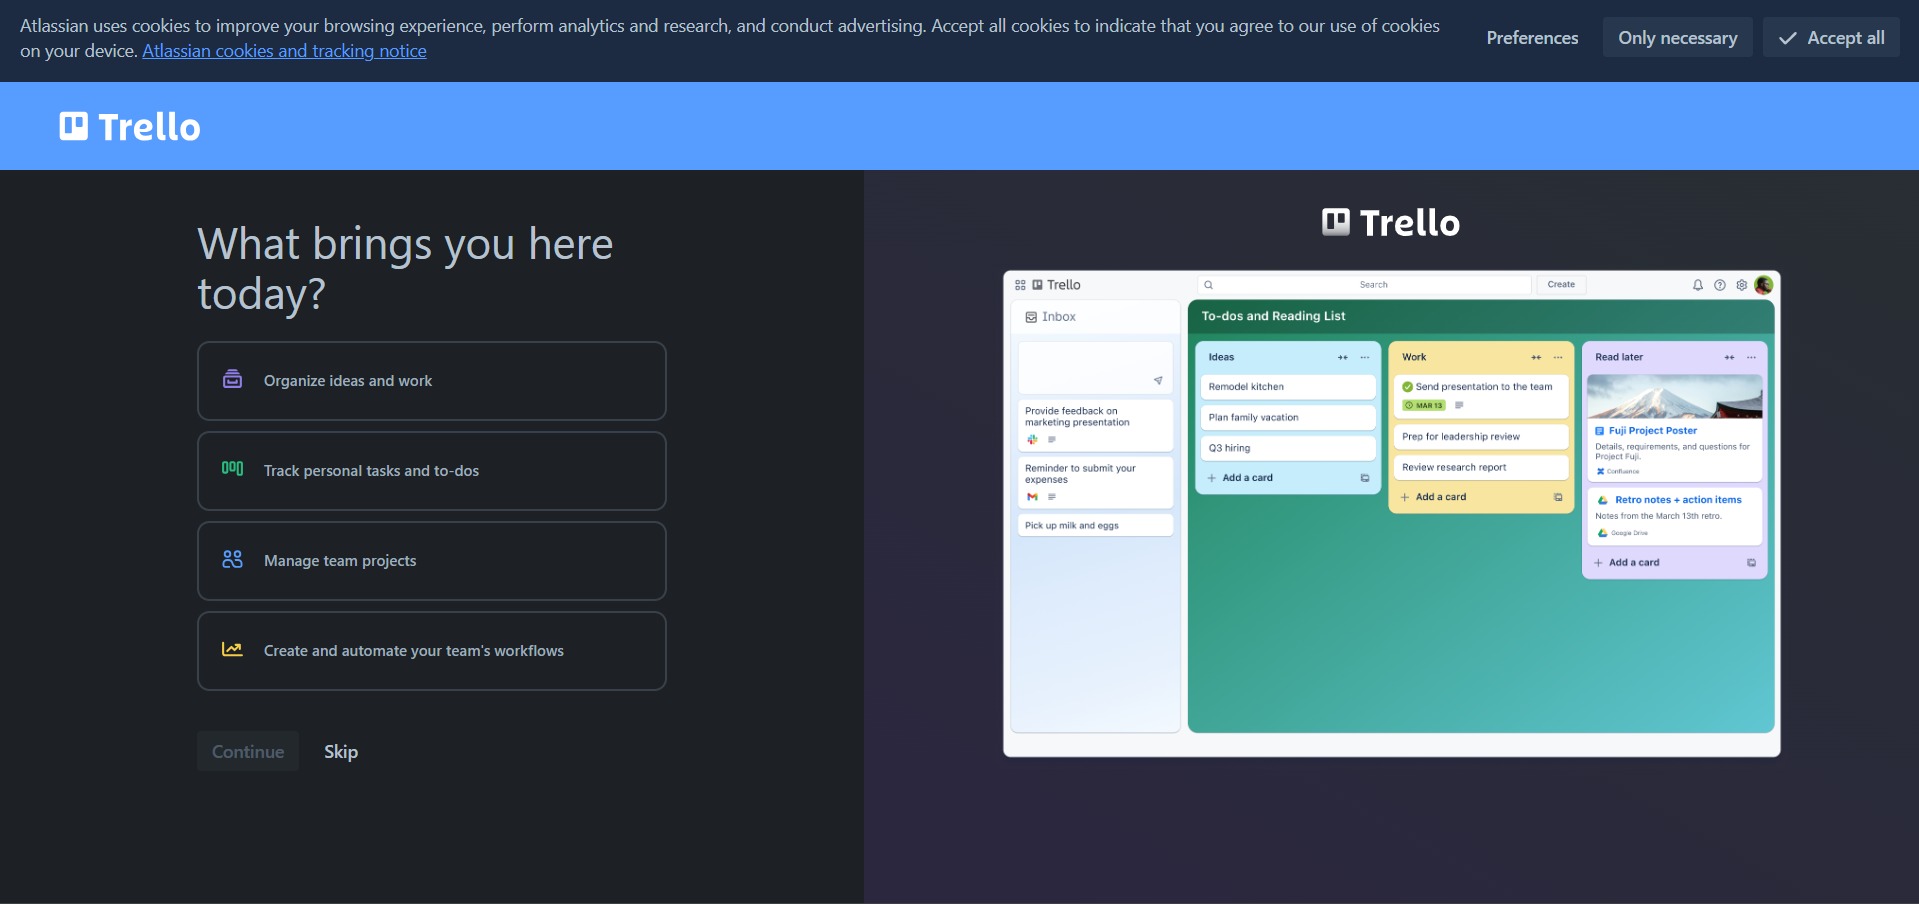 Atlassian uses cookies to improve your browsing experience, perform analytics and research, and conduct advertising. Accept all cookies to indicate that you agree to our use of cookies
on your device. Atlassian cookies and tracking notice
Preferences
Only necessary
Accept all
Trello
What brings you here
today?
Organize ideas and work
Track personal tasks and to-dos
Manage team projects
Create and automate your team's workflows
Continue
Skip
Trello
Trello
Search
Create
Inbox
Provide feedback on
marketing presentation
Reminder to submit your
expenses
Pick up milk and eggs
To-dos and Reading List
Ideas
Remodel kitchen
Plan family vacation
Q3 hiring
Add a card
Work
Send presentation to the team
MAR 13
Prep for leadership review
Review research report
Add a card
Read later
Fuji Project Poster
Details, requirements, and questions for
Project Fuji.
Confluence
Retro notes + action items
Notes from the March 13th retro.
Google Drive
Add a card